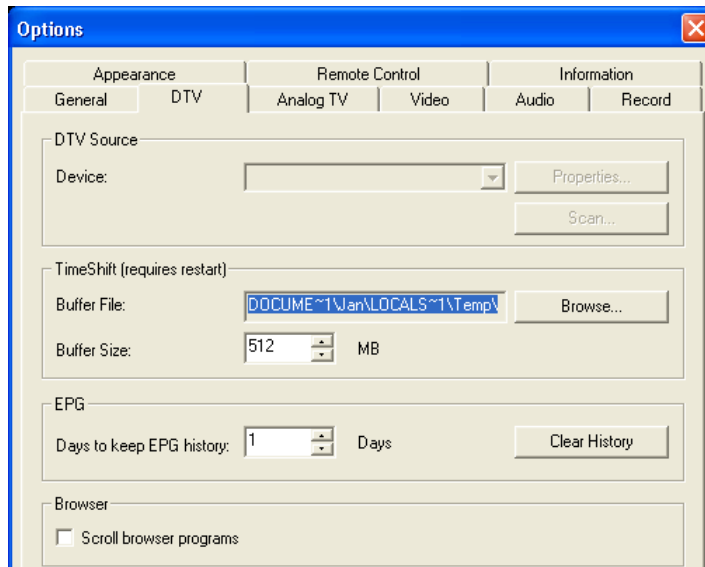 Options
Appearance Remote Control Information
General DTV Analog TV Video Audio Record
DTV Source
Device: Properties...
Scan...
TimeShift (requires restart)
Buffer File: DOCUME~1\Jan\LOCALS~1\Temp\ Browse...
Buffer Size: 512 MB
EPG
Days to keep EPG history: 1 Days Clear History
Browser
Scroll browser programs